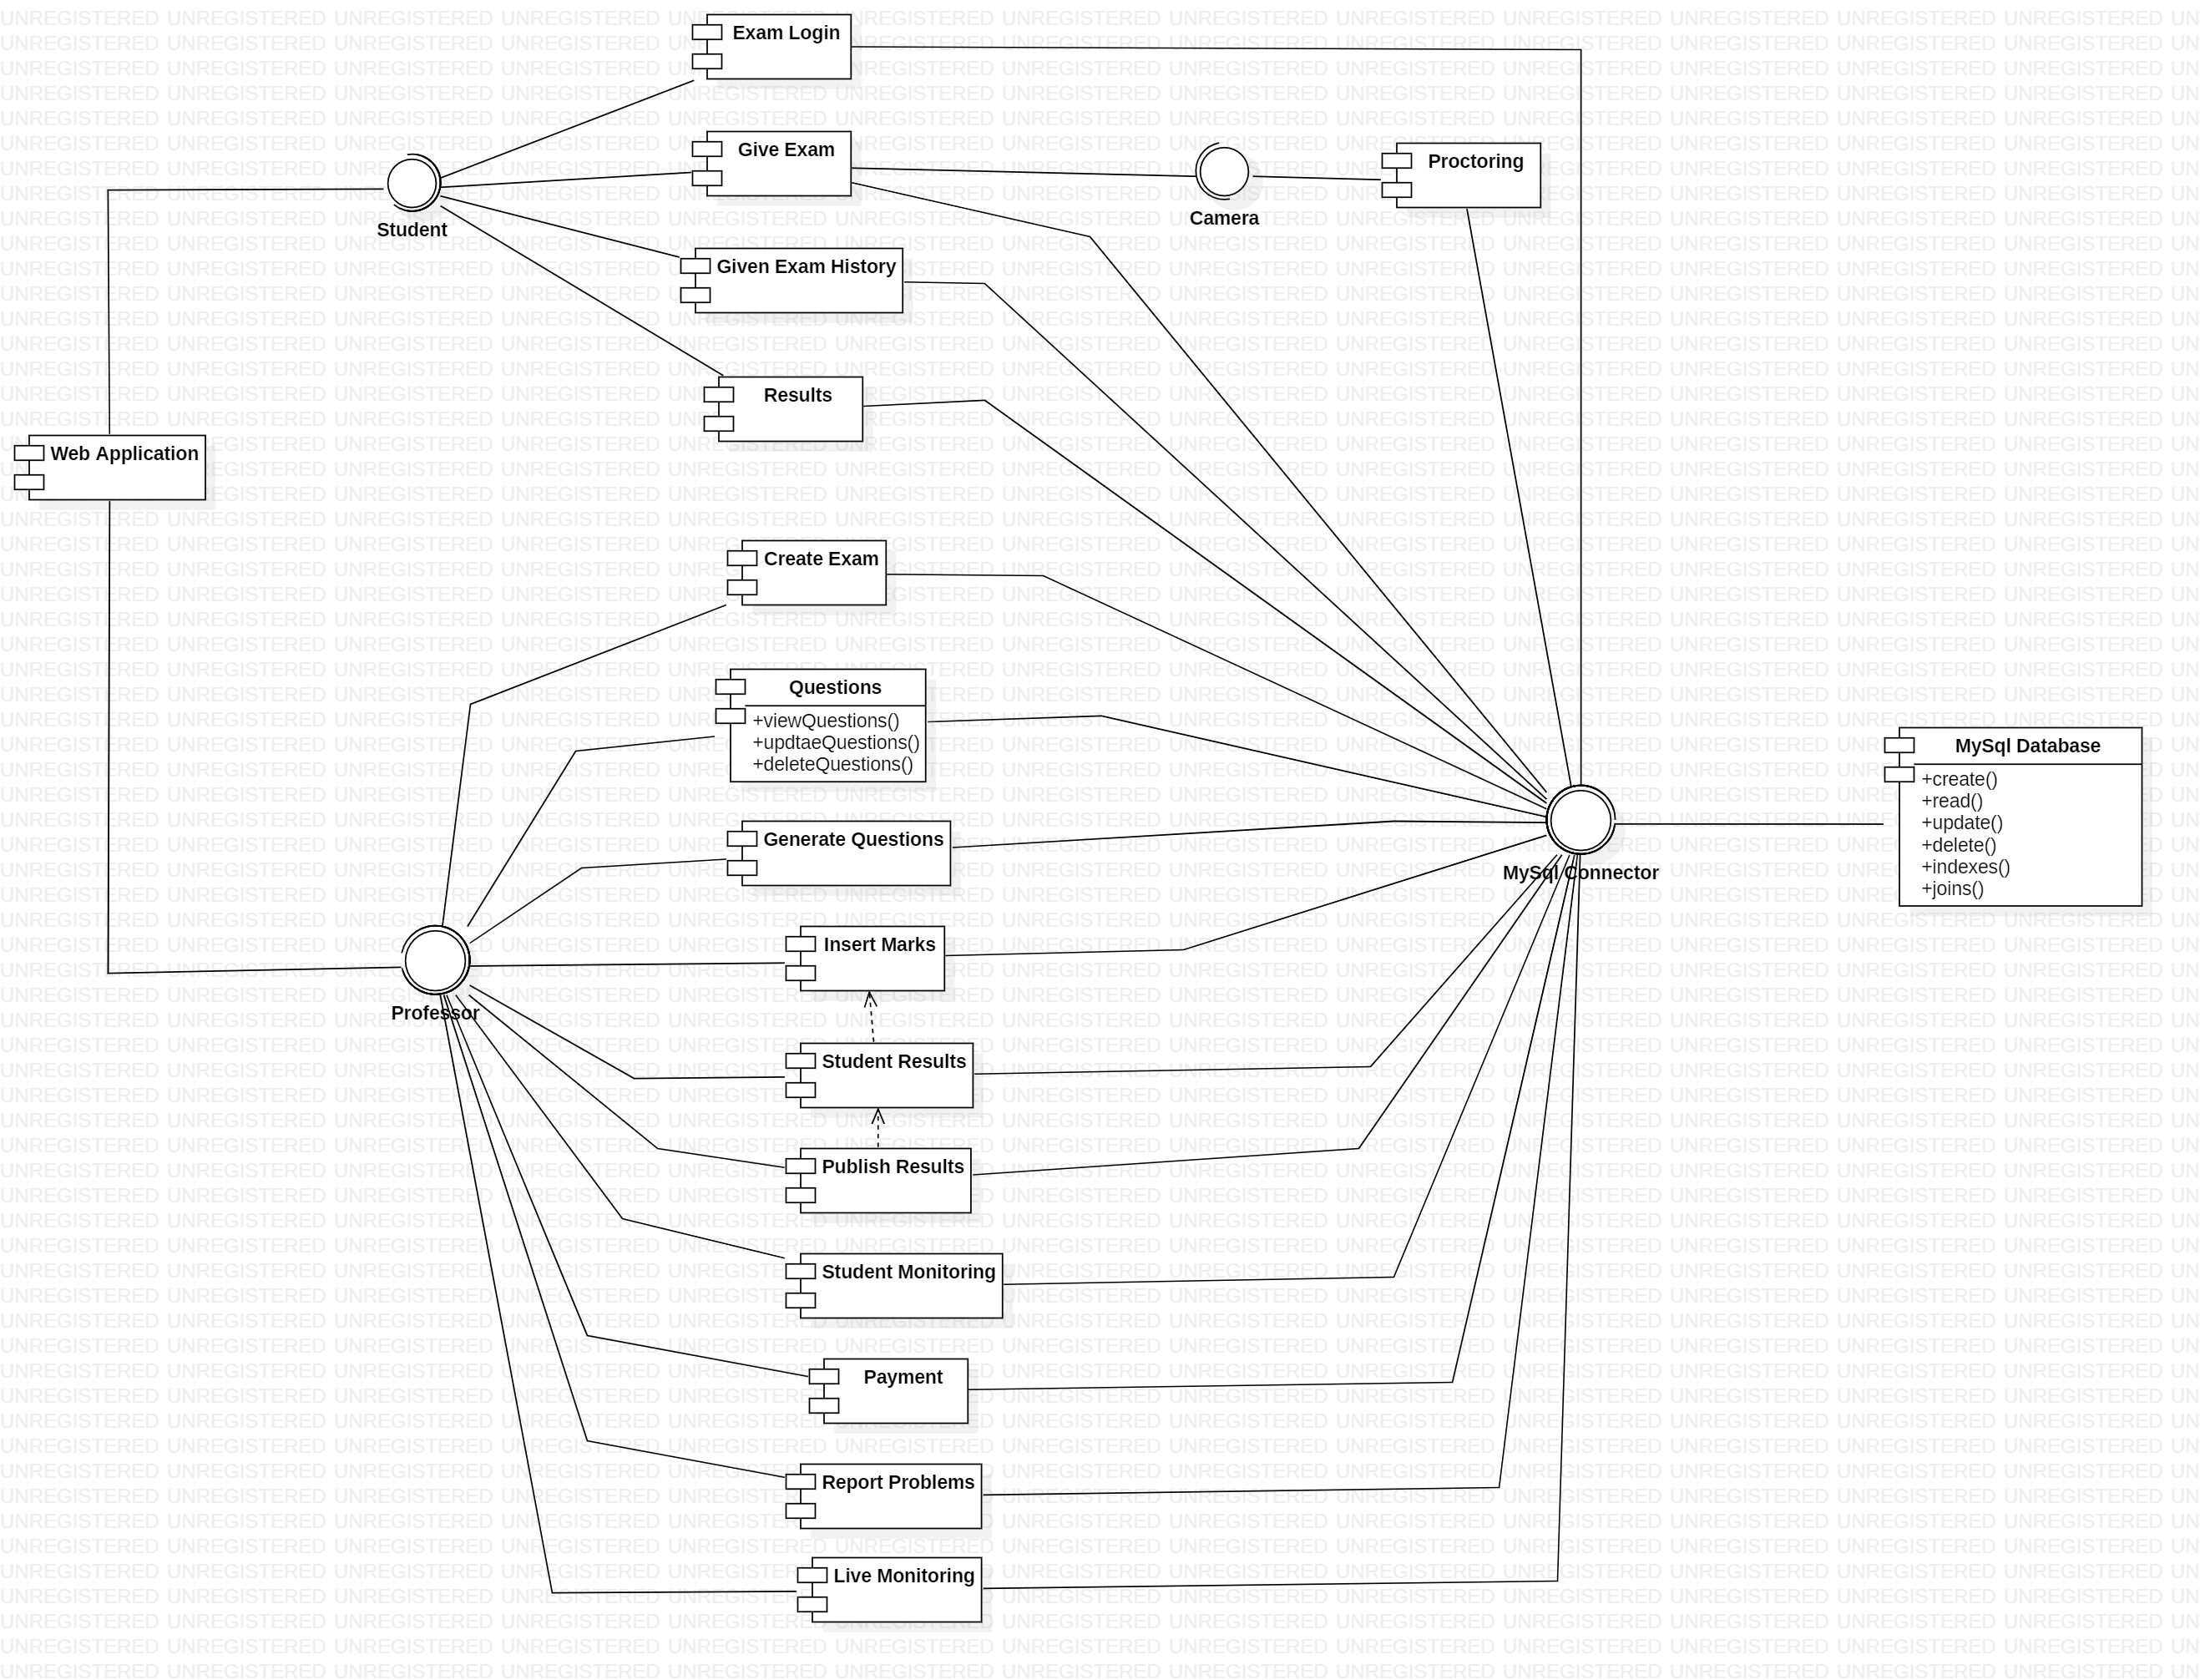 Exam Login
Give Exam
Proctoring
Student
Camera
Given Exam History
Results
Web Application
Create Exam
Questions
+viewQuestions()
+updtaeQuestions()
+deleteQuestions()
MySql Database
+create()
+read()
+update()
+delete()
+indexes()
+joins()
Generate Questions
MySql Connector
Insert Marks
Professor
Student Results
Publish Results
Student Monitoring
Payment
Report Problems
Live Monitoring
UNREGISTERED